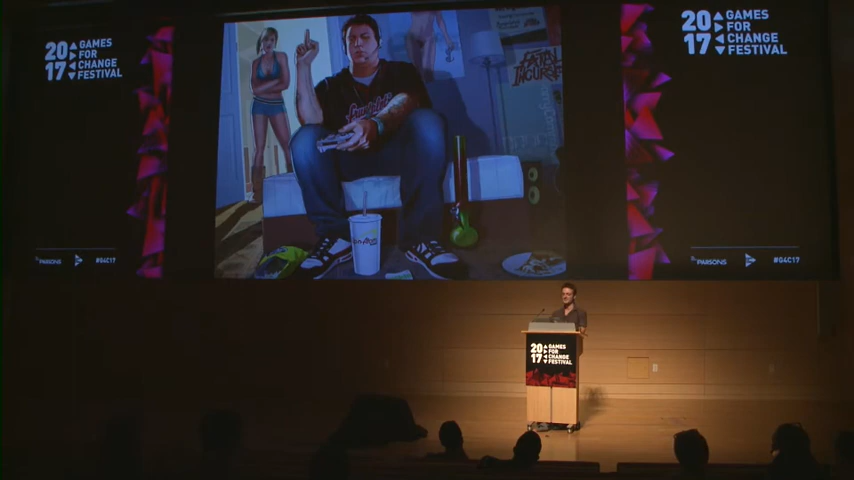 20 GAMES
17 FOR
CHANGE
FESTIVAL
20 GAMES
17 FOR
CHANGE
FESTIVAL
FATAL
INCURSION
PARSONS #G4C17
PARSONS #G4C17
20 GAMES
17 FOR
CHANGE
FESTIVAL